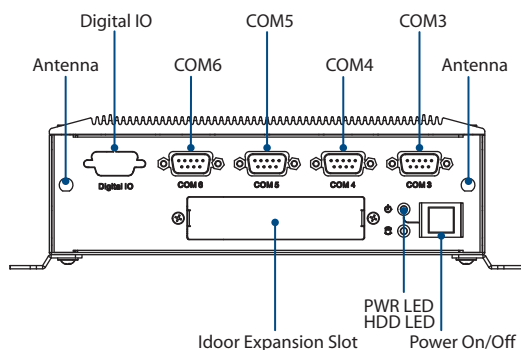 Digital IO
COM5
COM3
Antenna
COM6
COM4
Antenna
Digital IO
COM 6
COM 5
COM 4
COM 3
PWR LED
HDD LED
Idoor Expansion Slot
Power On/Off